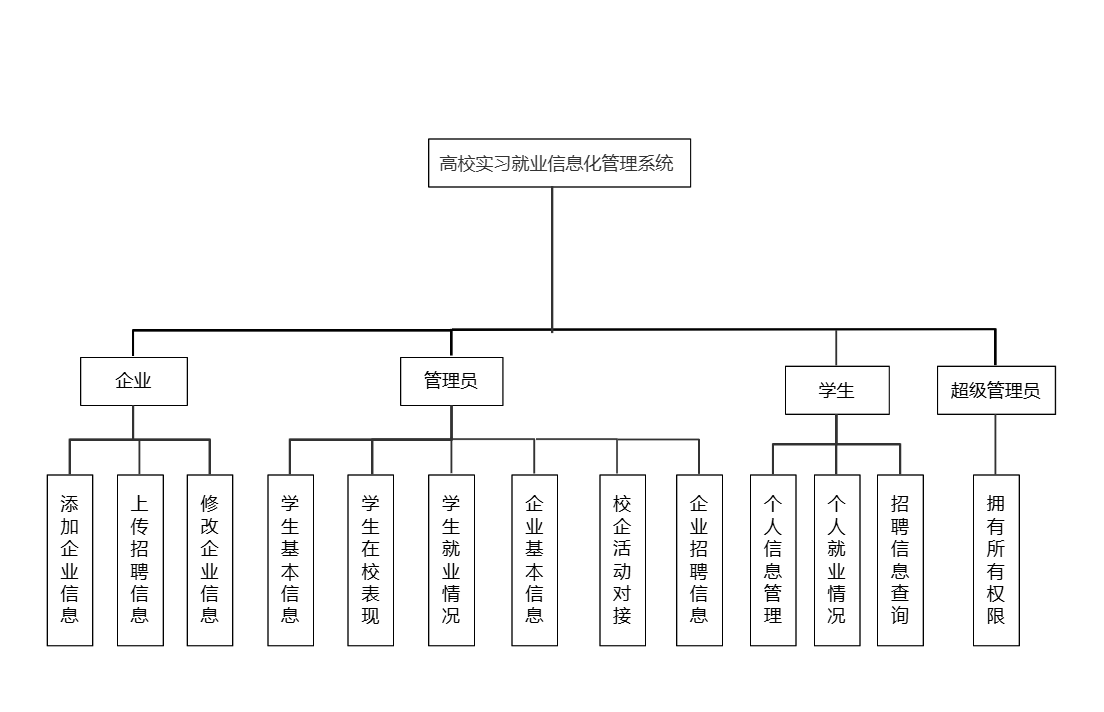 高校实习就业信息化管理系统
企业
管理员
学生
超级管理员
添加企业信息
上传招聘信息
修改企业信息
学生基本信息
学生在校表现
学生就业情况
企业基本信息
校企活动对接
企业招聘信息
个人信息管理
个人就业情况
招聘信息查询
拥有所有权限